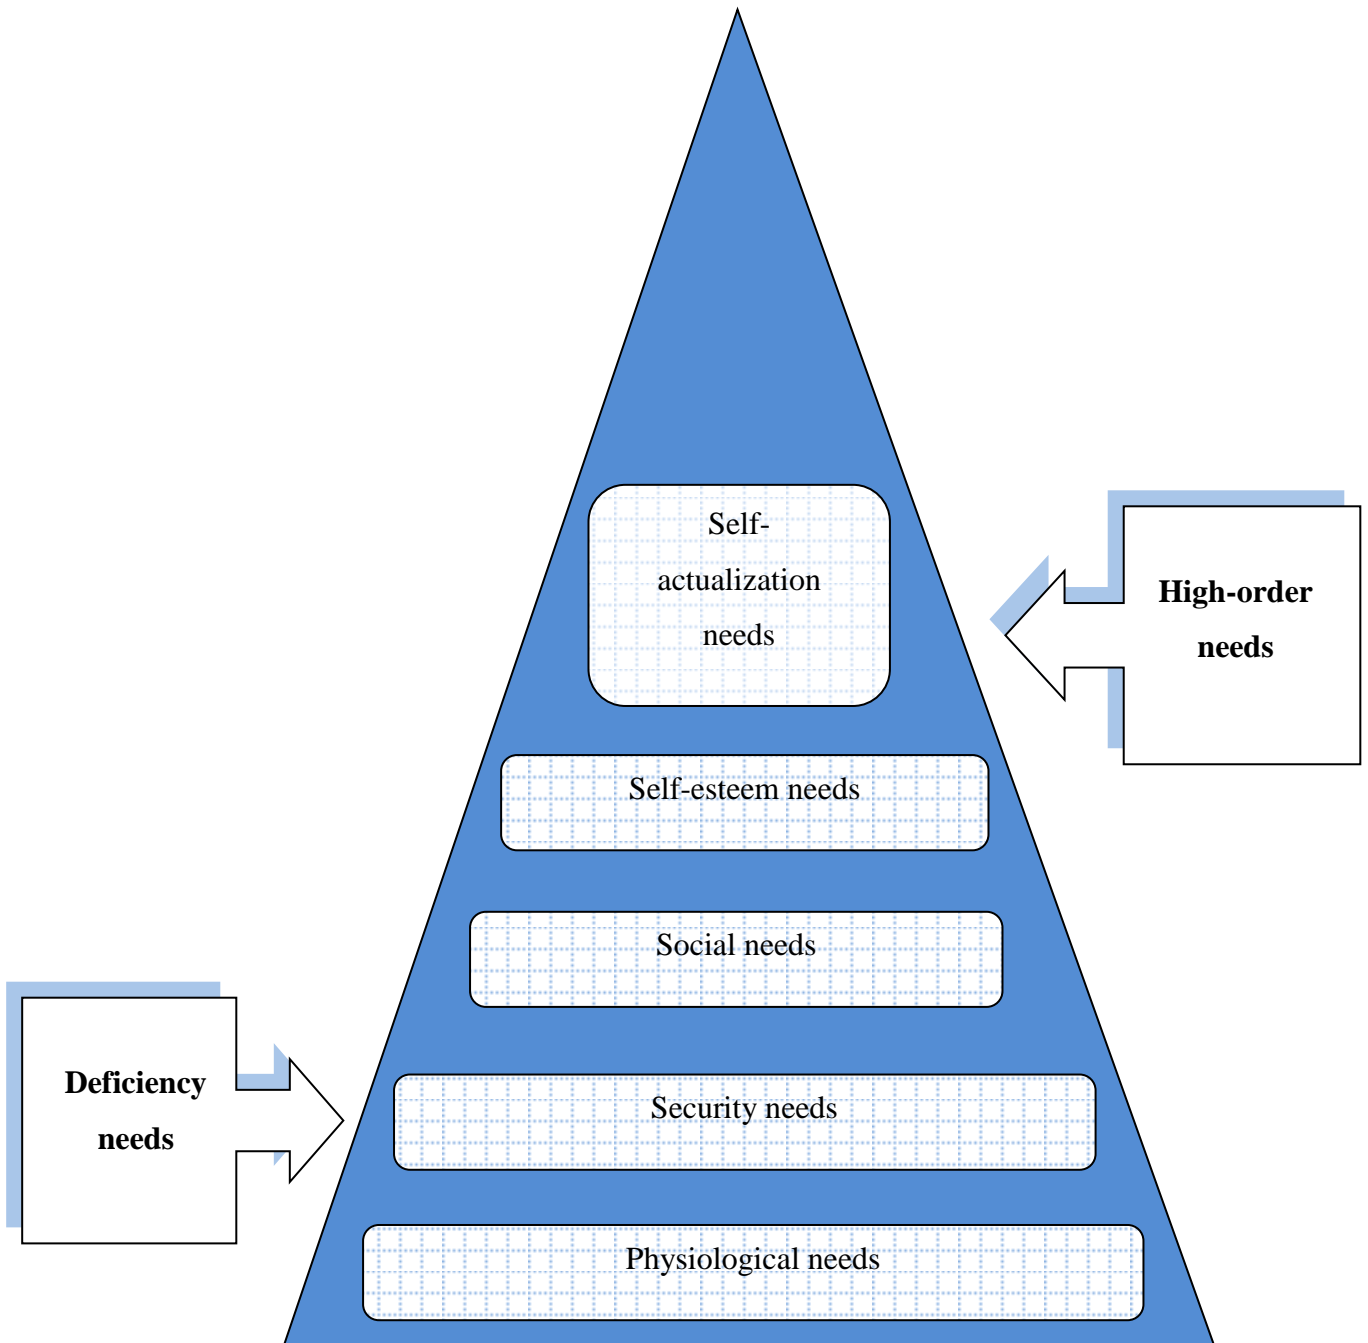 Self-
actualization
needs
High-order
needs
Self-esteem needs
Social needs
Deficiency
needs
Security needs
Physiological needs